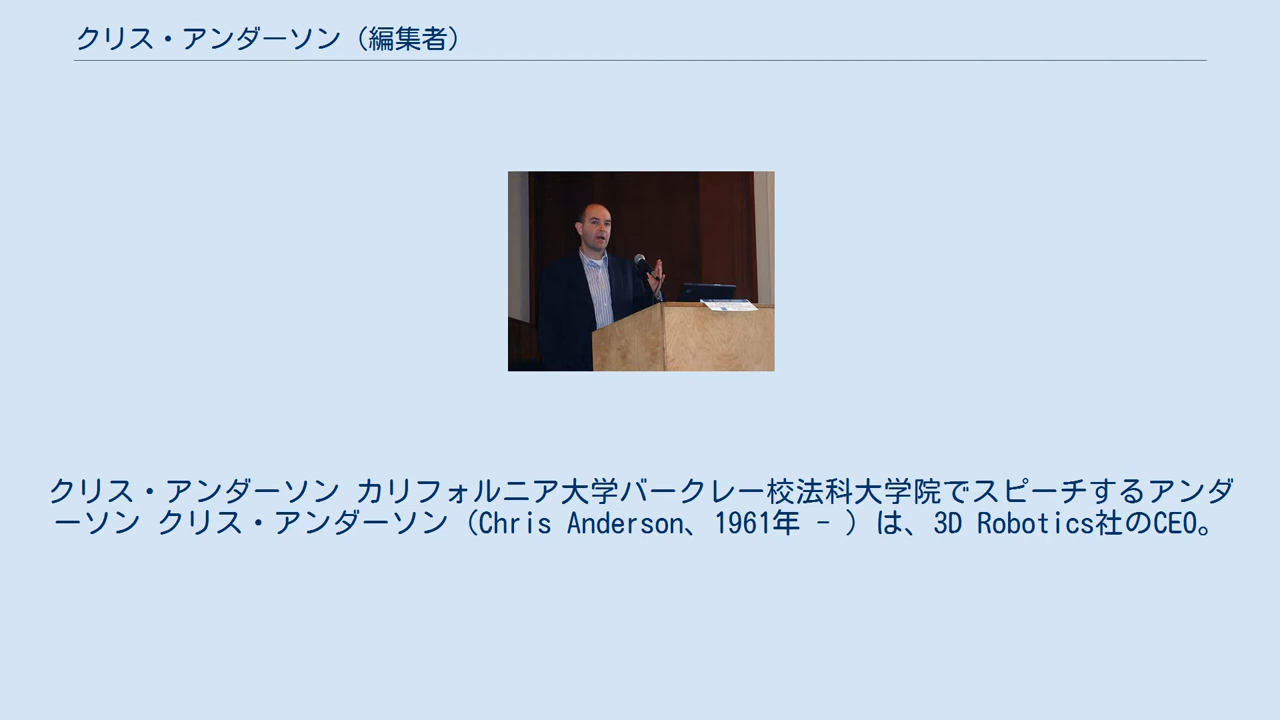 クリス・アンダーソン（編集者）
クリス・アンダーソン カリフォルニア大学バークレー校法科大学院でスピーチするアンダ
ーソン クリス・アンダーソン（Chris Anderson、1961年 - ）は、3D Robotics社のCEO。